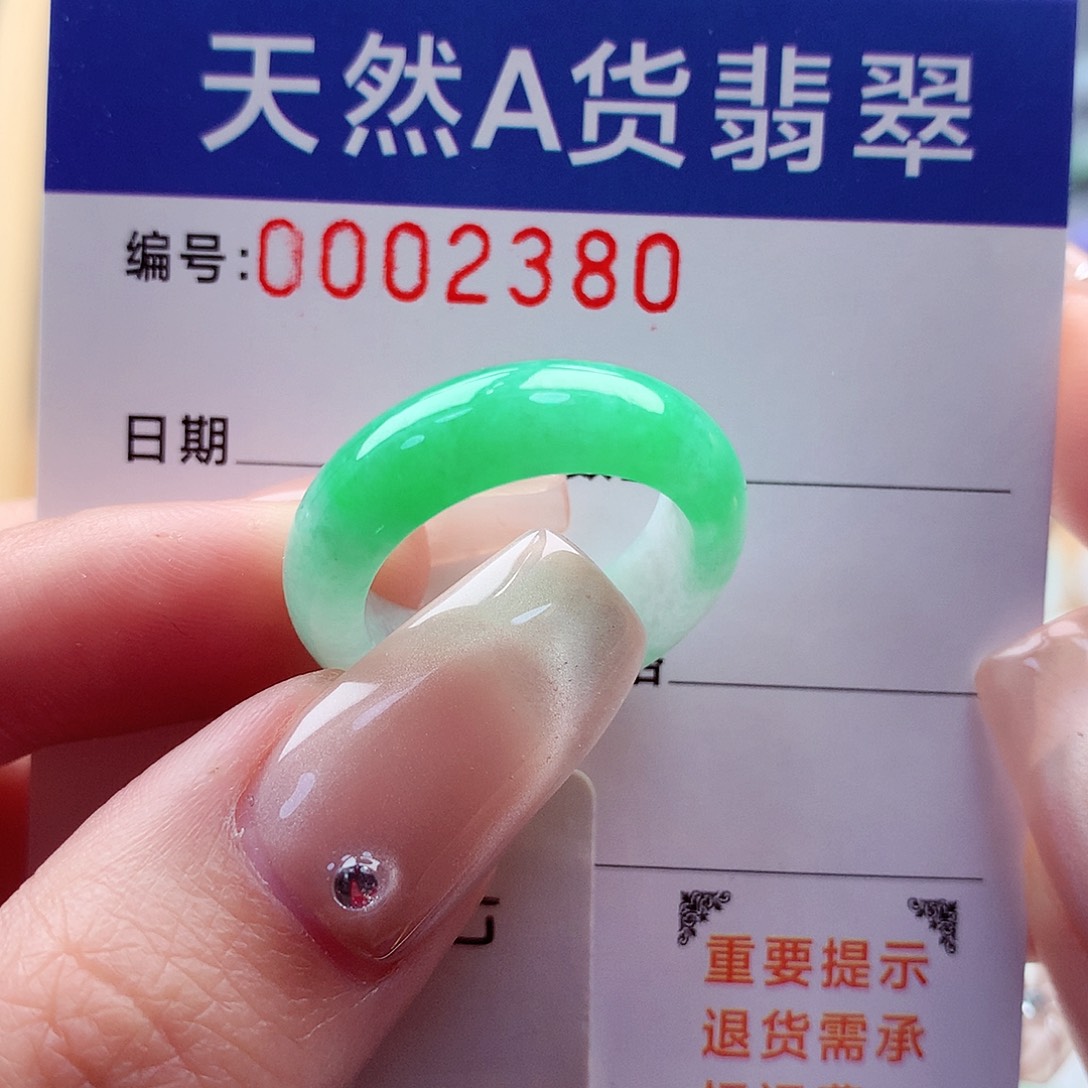 天然A货翡翠
编号:0002380
日期
重要提示
退货需承